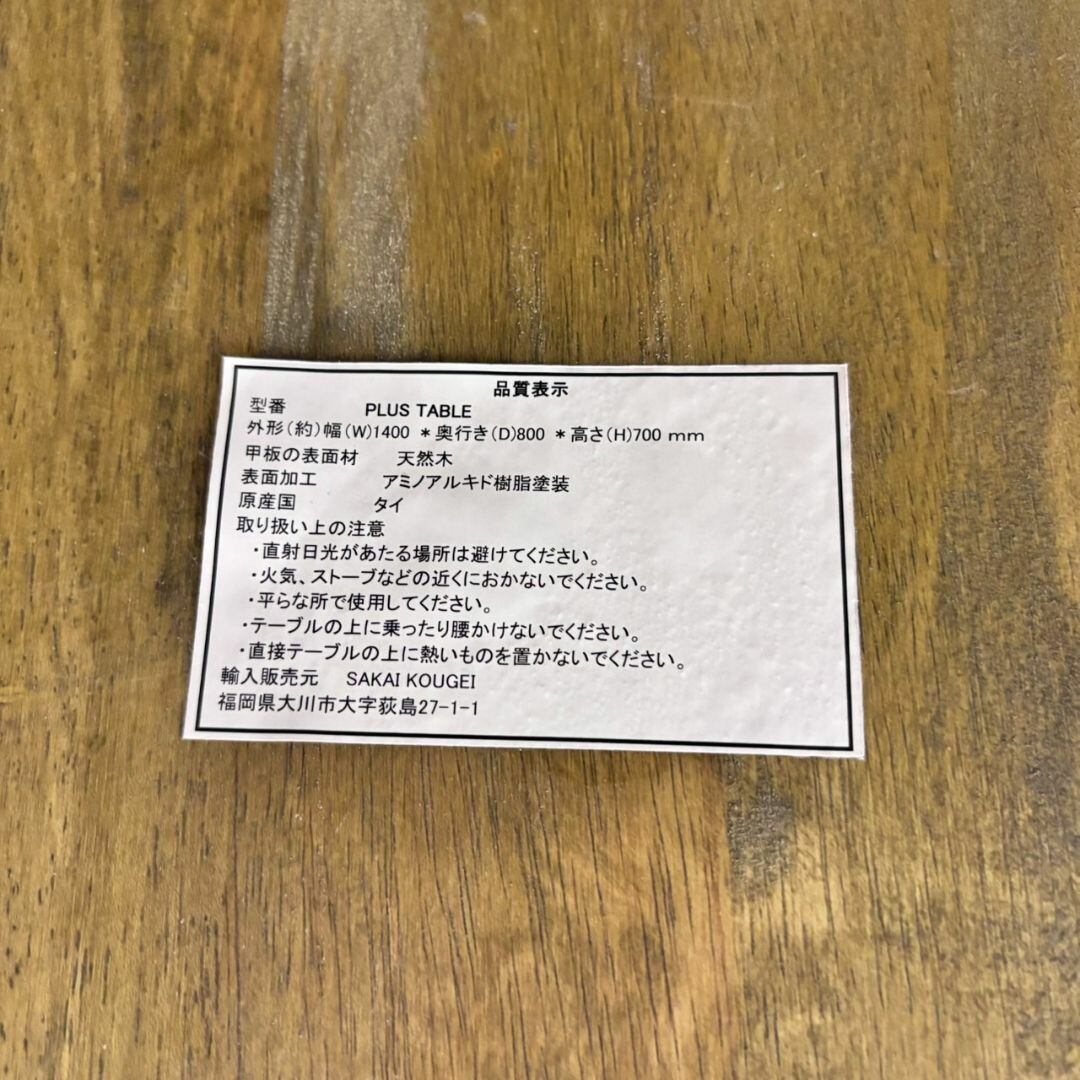 品質表示
型番 PLUS TABLE
外形(約)幅(W)1400 *奥行き(D)800 *高さ(H)700 mm
甲板の表面材 天然木
表面加工 アミノアルキド樹脂塗装
原産国 タイ
取り扱い上の注意
・直射日光があたる場所は避けてください。
・火気、ストーブなどの近くにおかないでください。
・平らな所で使用してください。
・テーブルの上に乗ったり腰かけないでください。
・直接テーブルの上に熱いものを置かないでください。
輸入販売元 SAKAI KOUGEI
福岡県大川市大字荻島27-1-1